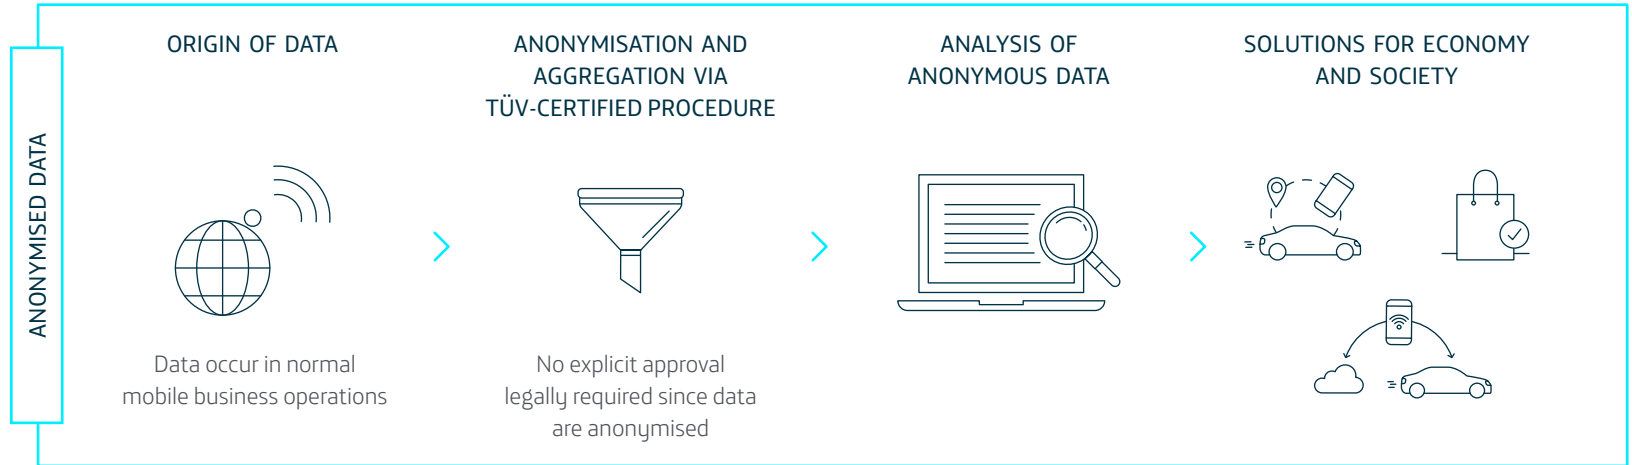 ANONYMISED DATA
ORIGIN OF DATA
Data occur in normal
mobile business operations
ANONYMISATION AND
AGGREGATION VIA
TÜV-CERTIFIED PROCEDURE
No explicit approval
legally required since data
are anonymised
ANALYSIS OF
ANONYMOUS DATA
SOLUTIONS FOR ECONOMY
AND SOCIETY